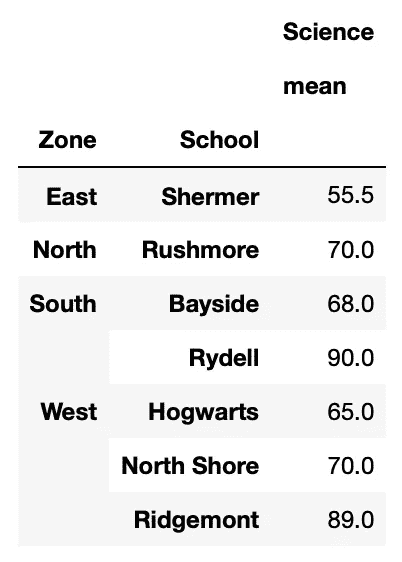 Science
mean
Zone School
East Shermer 55.5
North Rushmore 70.0
South Bayside 68.0
Rydell 90.0
West Hogwarts 65.0
North Shore 70.0
Ridgemont 89.0